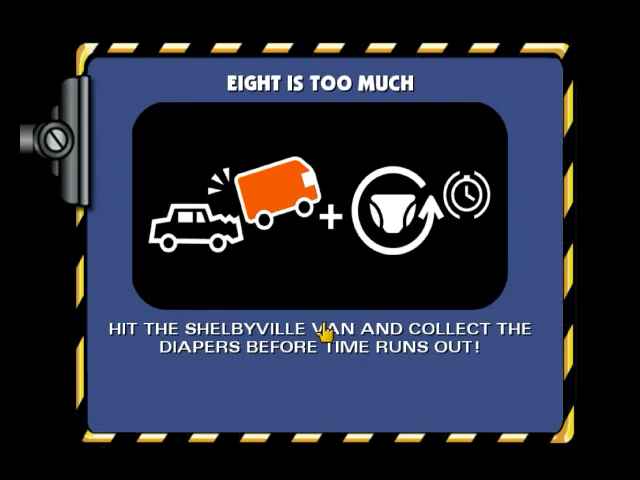 EIGHT IS TOO MUCH
HIT THE SHELBYVILLE VAN AND COLLECT THE
DIAPERS BEFORE TIME RUNS OUT!